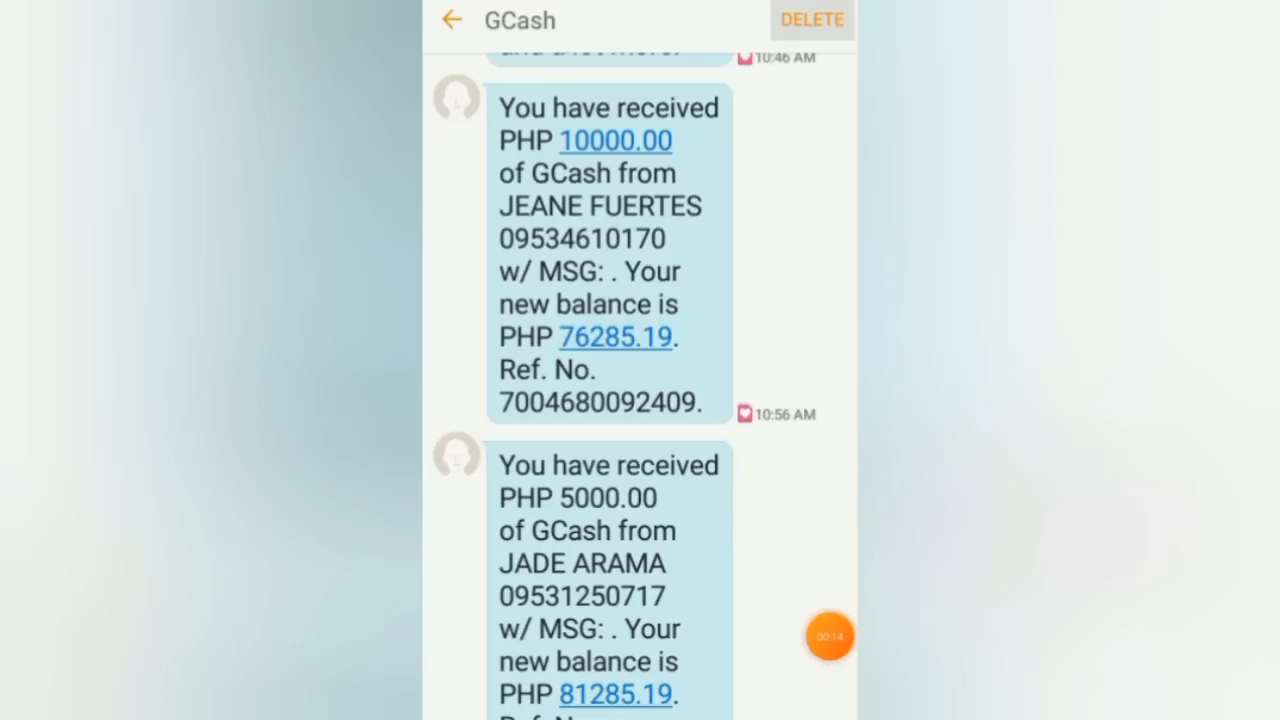 GCash
DELETE
10:46 AM
You have received
PHP 10000.00
of GCash from
JEANE FUERTES
09534610170
w/ MSG: . Your
new balance is
PHP 76285.19.
Ref. No.
7004680092409.
10:56 AM
You have received
PHP 5000.00
of GCash from
JADE ARAMA
09531250717
w/ MSG: . Your
new balance is
PHP 81285.19.
00:14